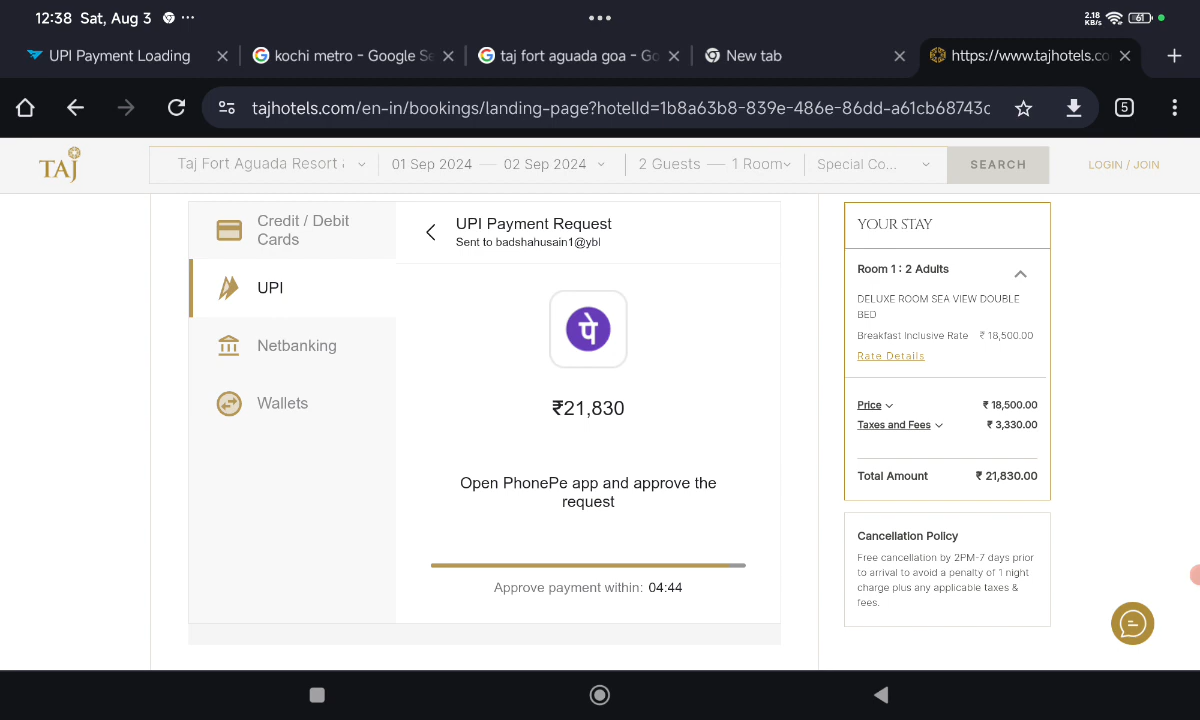 12:38 Sat, Aug 3
2.18
KB/s
61
UPI Payment Loading
kochi metro - Google Se
taj fort aguada goa - Go
New tab
https://www.tajhotels.co
tajhotels.com/en-in/bookings/landing-page?hotelId=1b8a63b8-839e-486e-86dd-a61cb68743c
5
TAJ
Taj Fort Aguada Resort
01 Sep 2024 — 02 Sep 2024
2 Guests — 1 Room
Special Co...
SEARCH
LOGIN / JOIN
Credit / Debit
Cards
UPI
Netbanking
Wallets
UPI Payment Request
Sent to badshahusain1@ybl
पे
₹21,830
Open PhonePe app and approve the
request
Approve payment within: 04:44
YOUR STAY
Room 1 : 2 Adults
DELUXE ROOM SEA VIEW DOUBLE
BED
Breakfast Inclusive Rate ₹ 18,500.00
Rate Details
Price ₹ 18,500.00
Taxes and Fees ₹ 3,330.00
Total Amount ₹ 21,830.00
Cancellation Policy
Free cancellation by 2PM-7 days prior
to arrival to avoid a penalty of 1 night
charge plus any applicable taxes &
fees.